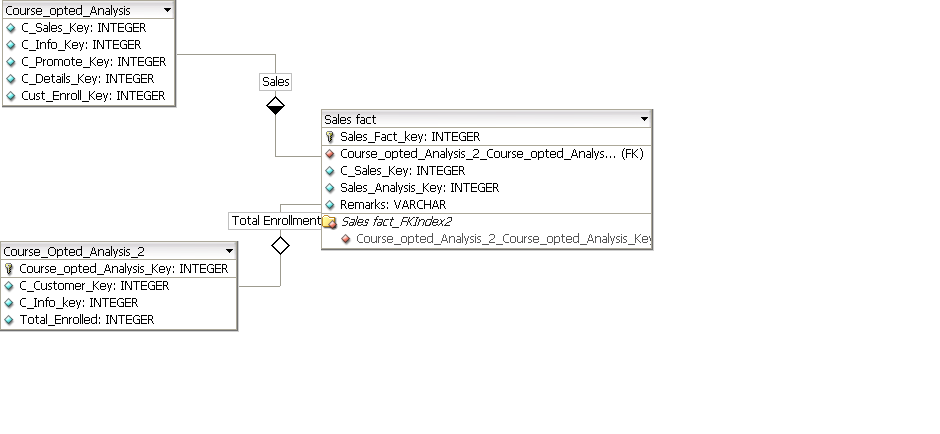 Course_opted_Analysis
C_Sales_Key: INTEGER
C_Info_Key: INTEGER
C_Promote_Key: INTEGER
C_Details_Key: INTEGER
Cust_Enroll_Key: INTEGER
Sales
Sales fact
Sales_Fact_key: INTEGER
Course_opted_Analysis_2_Course_opted_Analys... (FK)
C_Sales_Key: INTEGER
Sales_Analysis_Key: INTEGER
Remarks: VARCHAR
Sales fact_FKIndex2
Course_opted_Analysis_2_Course_opted_Analysis_Key
Total Enrollment
Course_Opted_Analysis_2
Course_opted_Analysis_Key: INTEGER
C_Customer_Key: INTEGER
C_Info_key: INTEGER
Total_Enrolled: INTEGER